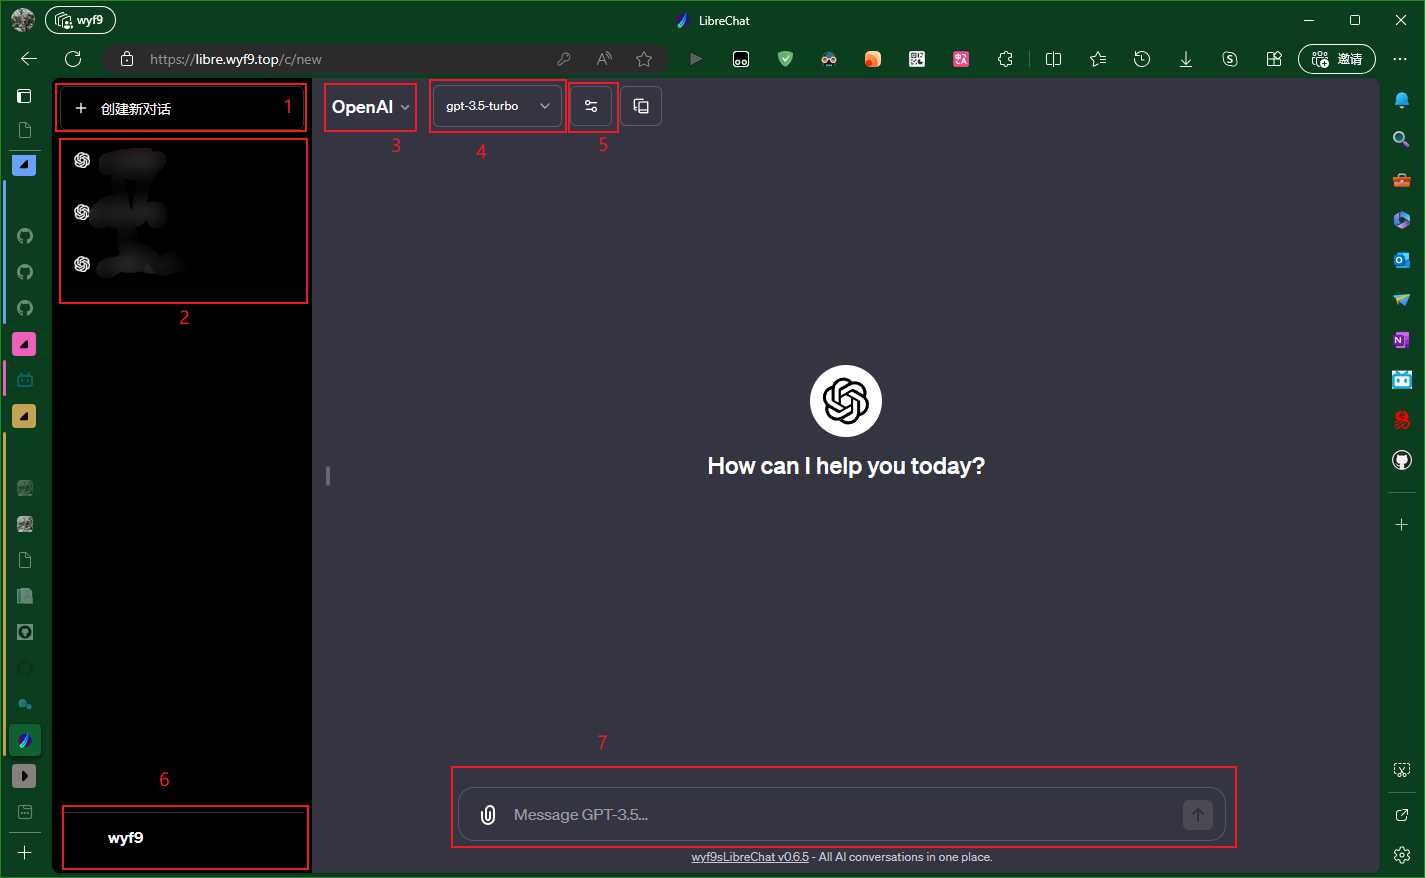 wyf9
LibreChat
https://libre.wyf9.top/c/new
邀请
创建新对话
1
OpenAI
gpt-3.5-turbo
3
4
5
2
How can I help you today?
7
6
Message GPT-3.5...
wyf9
wyf9sLibreChat v0.6.5 - All AI conversations in one place.